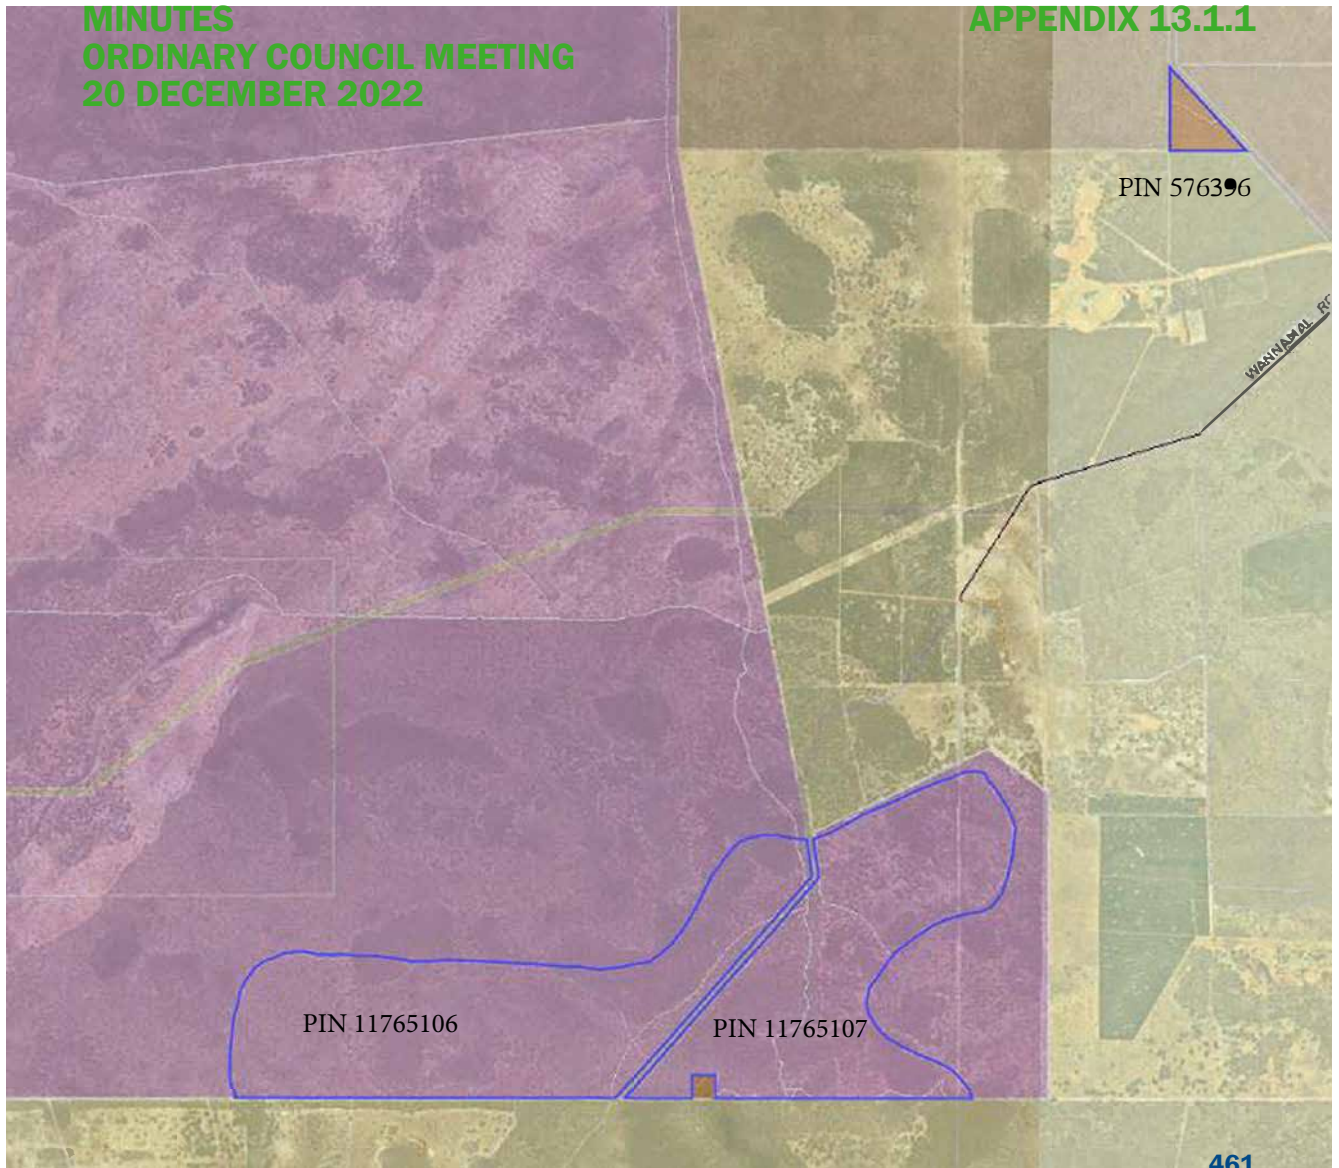 MINUTES
ORDINARY COUNCIL MEETING
20 DECEMBER 2022
APPENDIX 13.1.1
PIN 576396
WANNAMAL
PIN 11765106
PIN 11765107
461